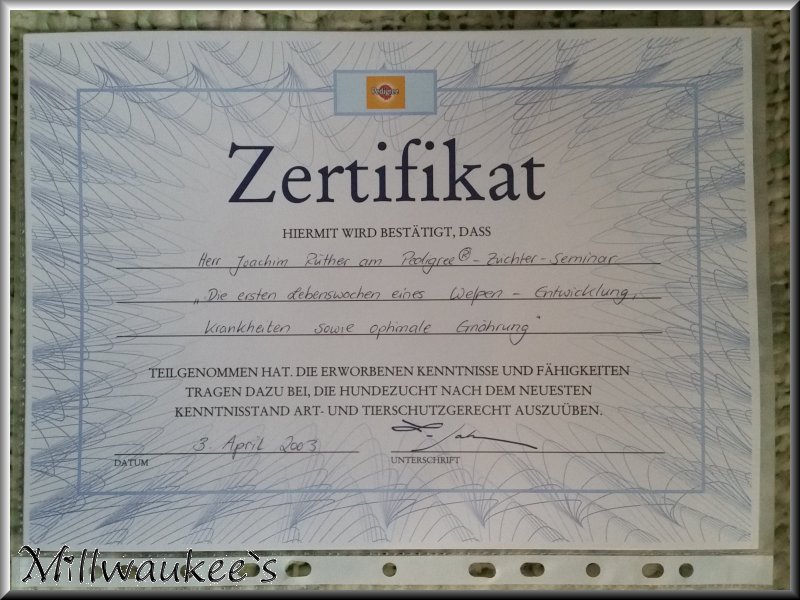 Pedigree
Zertifikat
HIERMIT WIRD BESTÄTIGT, DASS
Herr Joachim Rüther am Pedigree®-Züchter-Seminar
„Die ersten Lebenswochen eines Welpen - Entwicklung,
Krankheiten sowie optimale Ernährung"
TEILGENOMMEN HAT. DIE ERWORBENEN KENNTNISSE UND FÄHIGKEITEN
TRAGEN DAZU BEI, DIE HUNDEZUCHT NACH DEM NEUESTEN
KENNTNISSTAND ART- UND TIERSCHUTZGERECHT AUSZUÜBEN.
3. April 2003
DATUM
UNTERSCHRIFT
Millwaukee`s